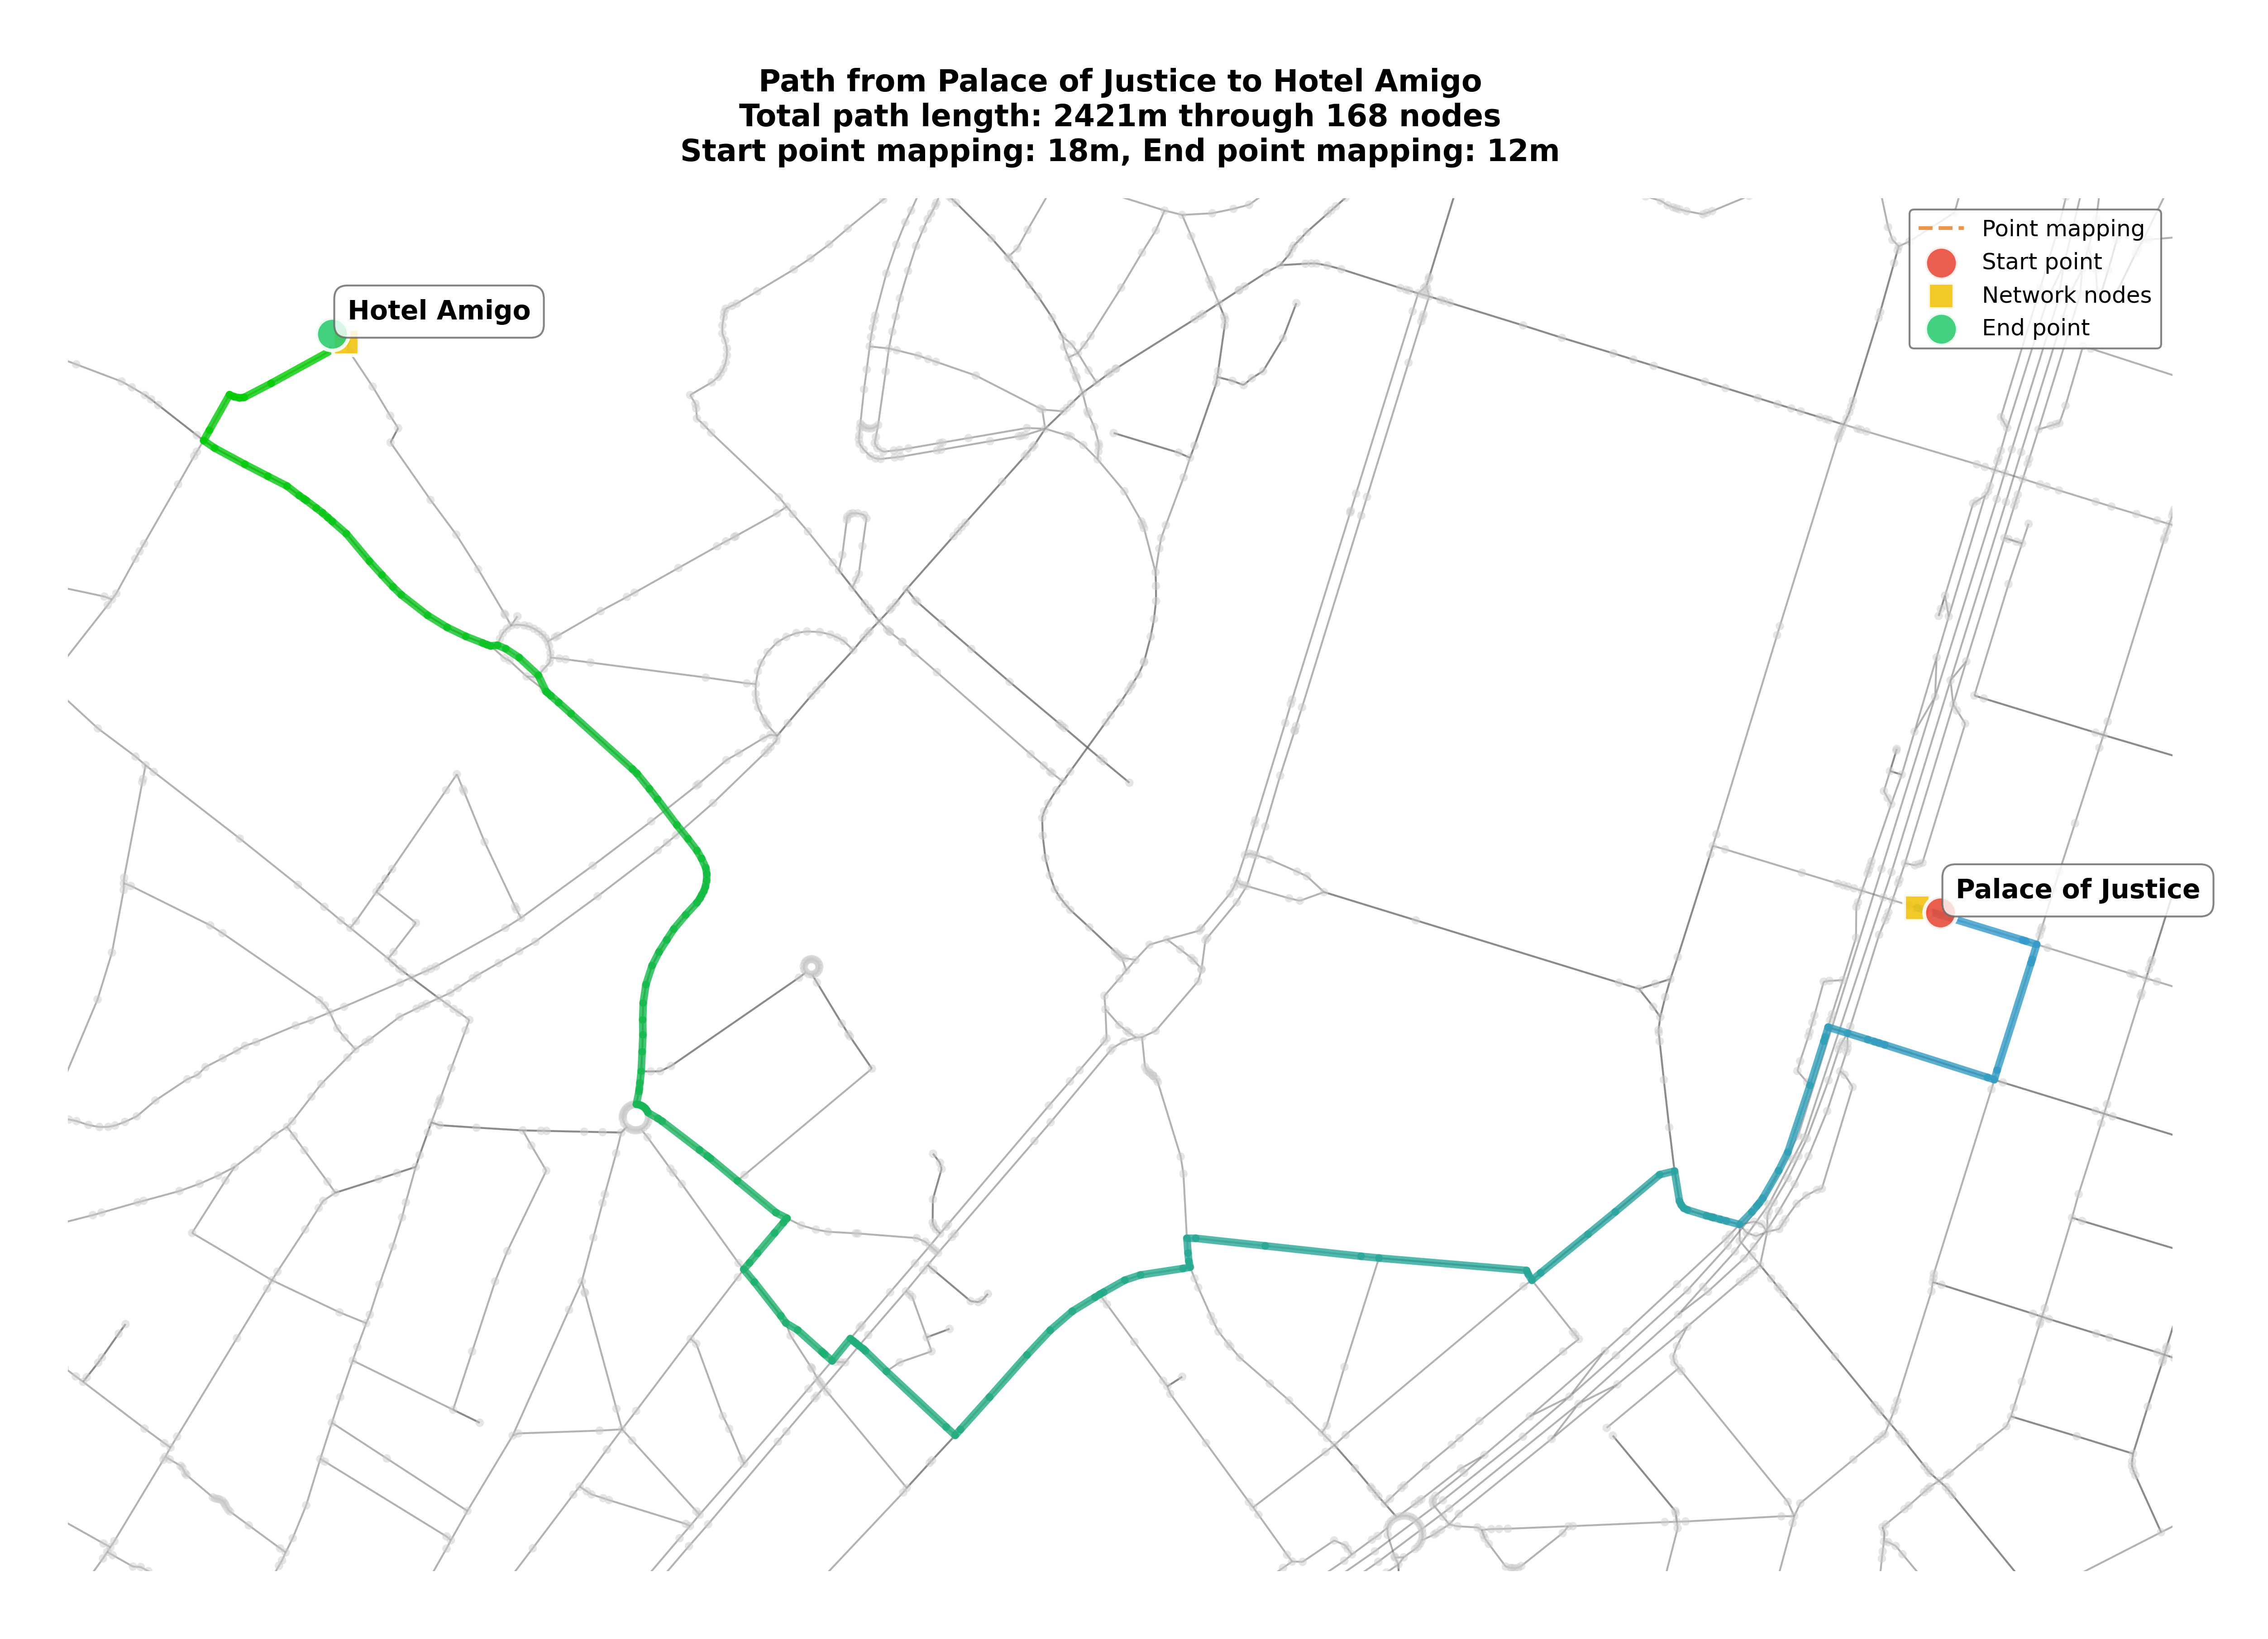 Path from Palace of Justice to Hotel Amigo
Total path length: 2421m through 168 nodes
Start point mapping: 18m, End point mapping: 12m
Point mapping
Start point
Network nodes
End point
Hotel Amigo
Palace of Justice